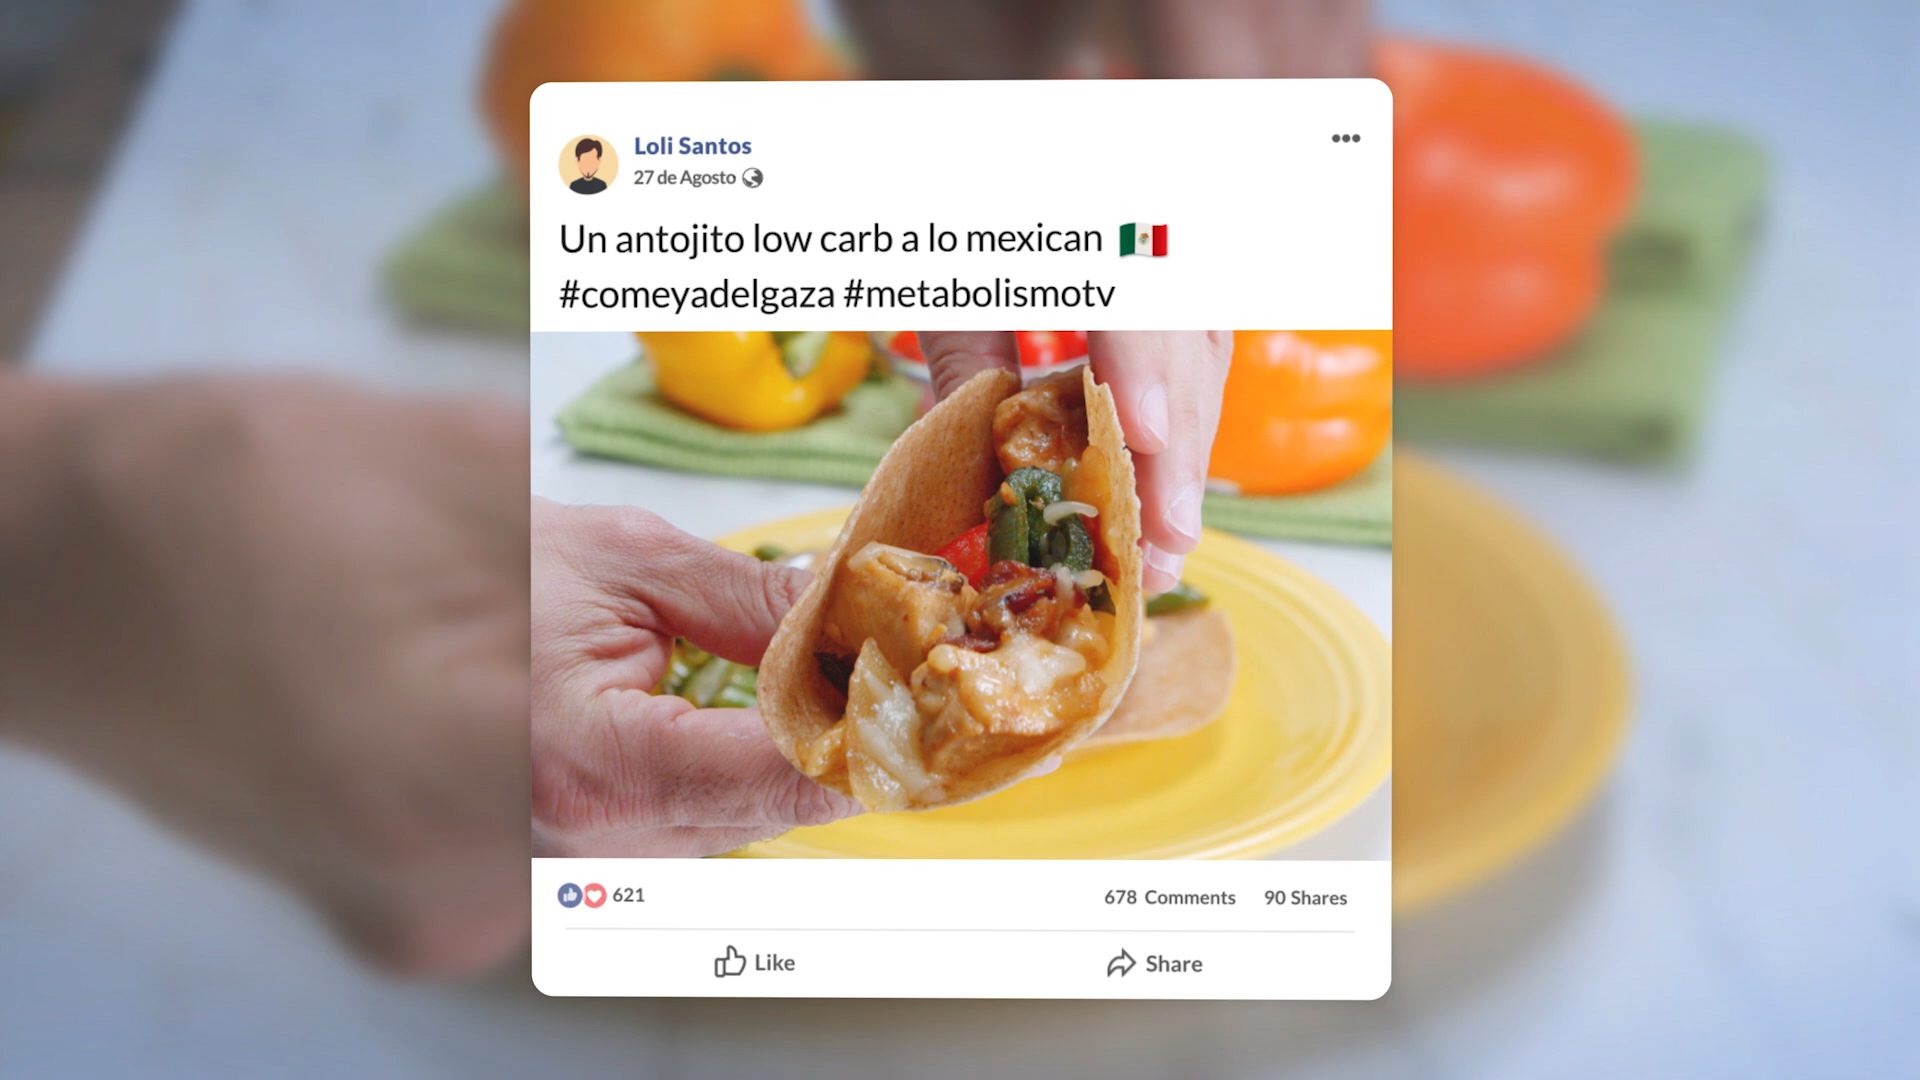 Loli Santos
27 de Agosto
Un antojito low carb a lo mexican 🇲🇽
#comeyadelgaza #metabolismotv
621
678 Comments
90 Shares
Like
Share